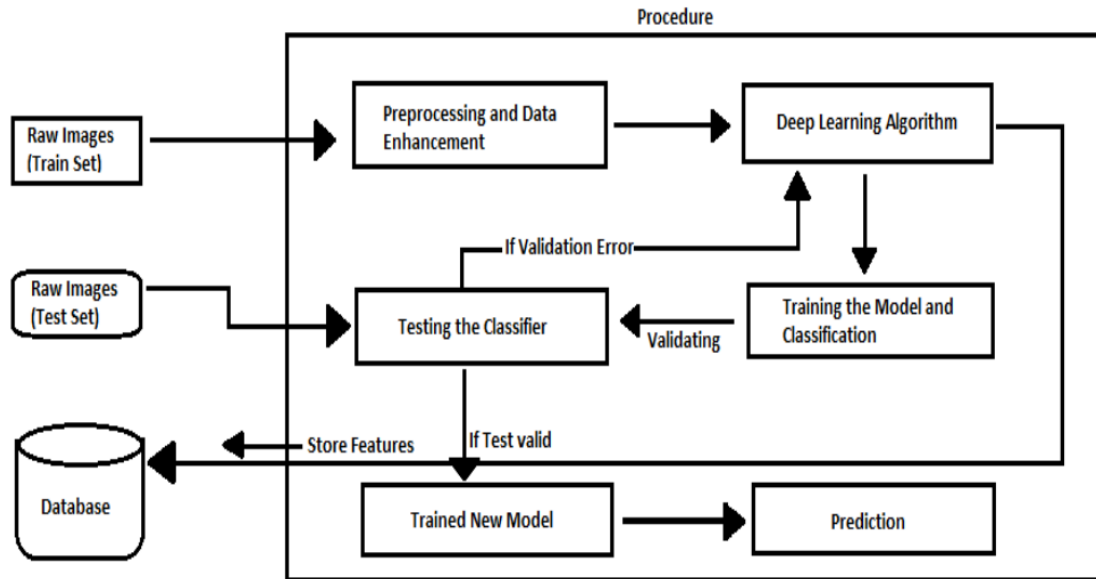 Procedure
Raw Images
(Train Set)
Preprocessing and Data
Enhancement
Deep Learning Algorithm
If Validation Error
Raw Images
(Test Set)
Testing the Classifier
Validating
Training the Model and
Classification
Store Features
If Test valid
Database
Trained New Model
Prediction